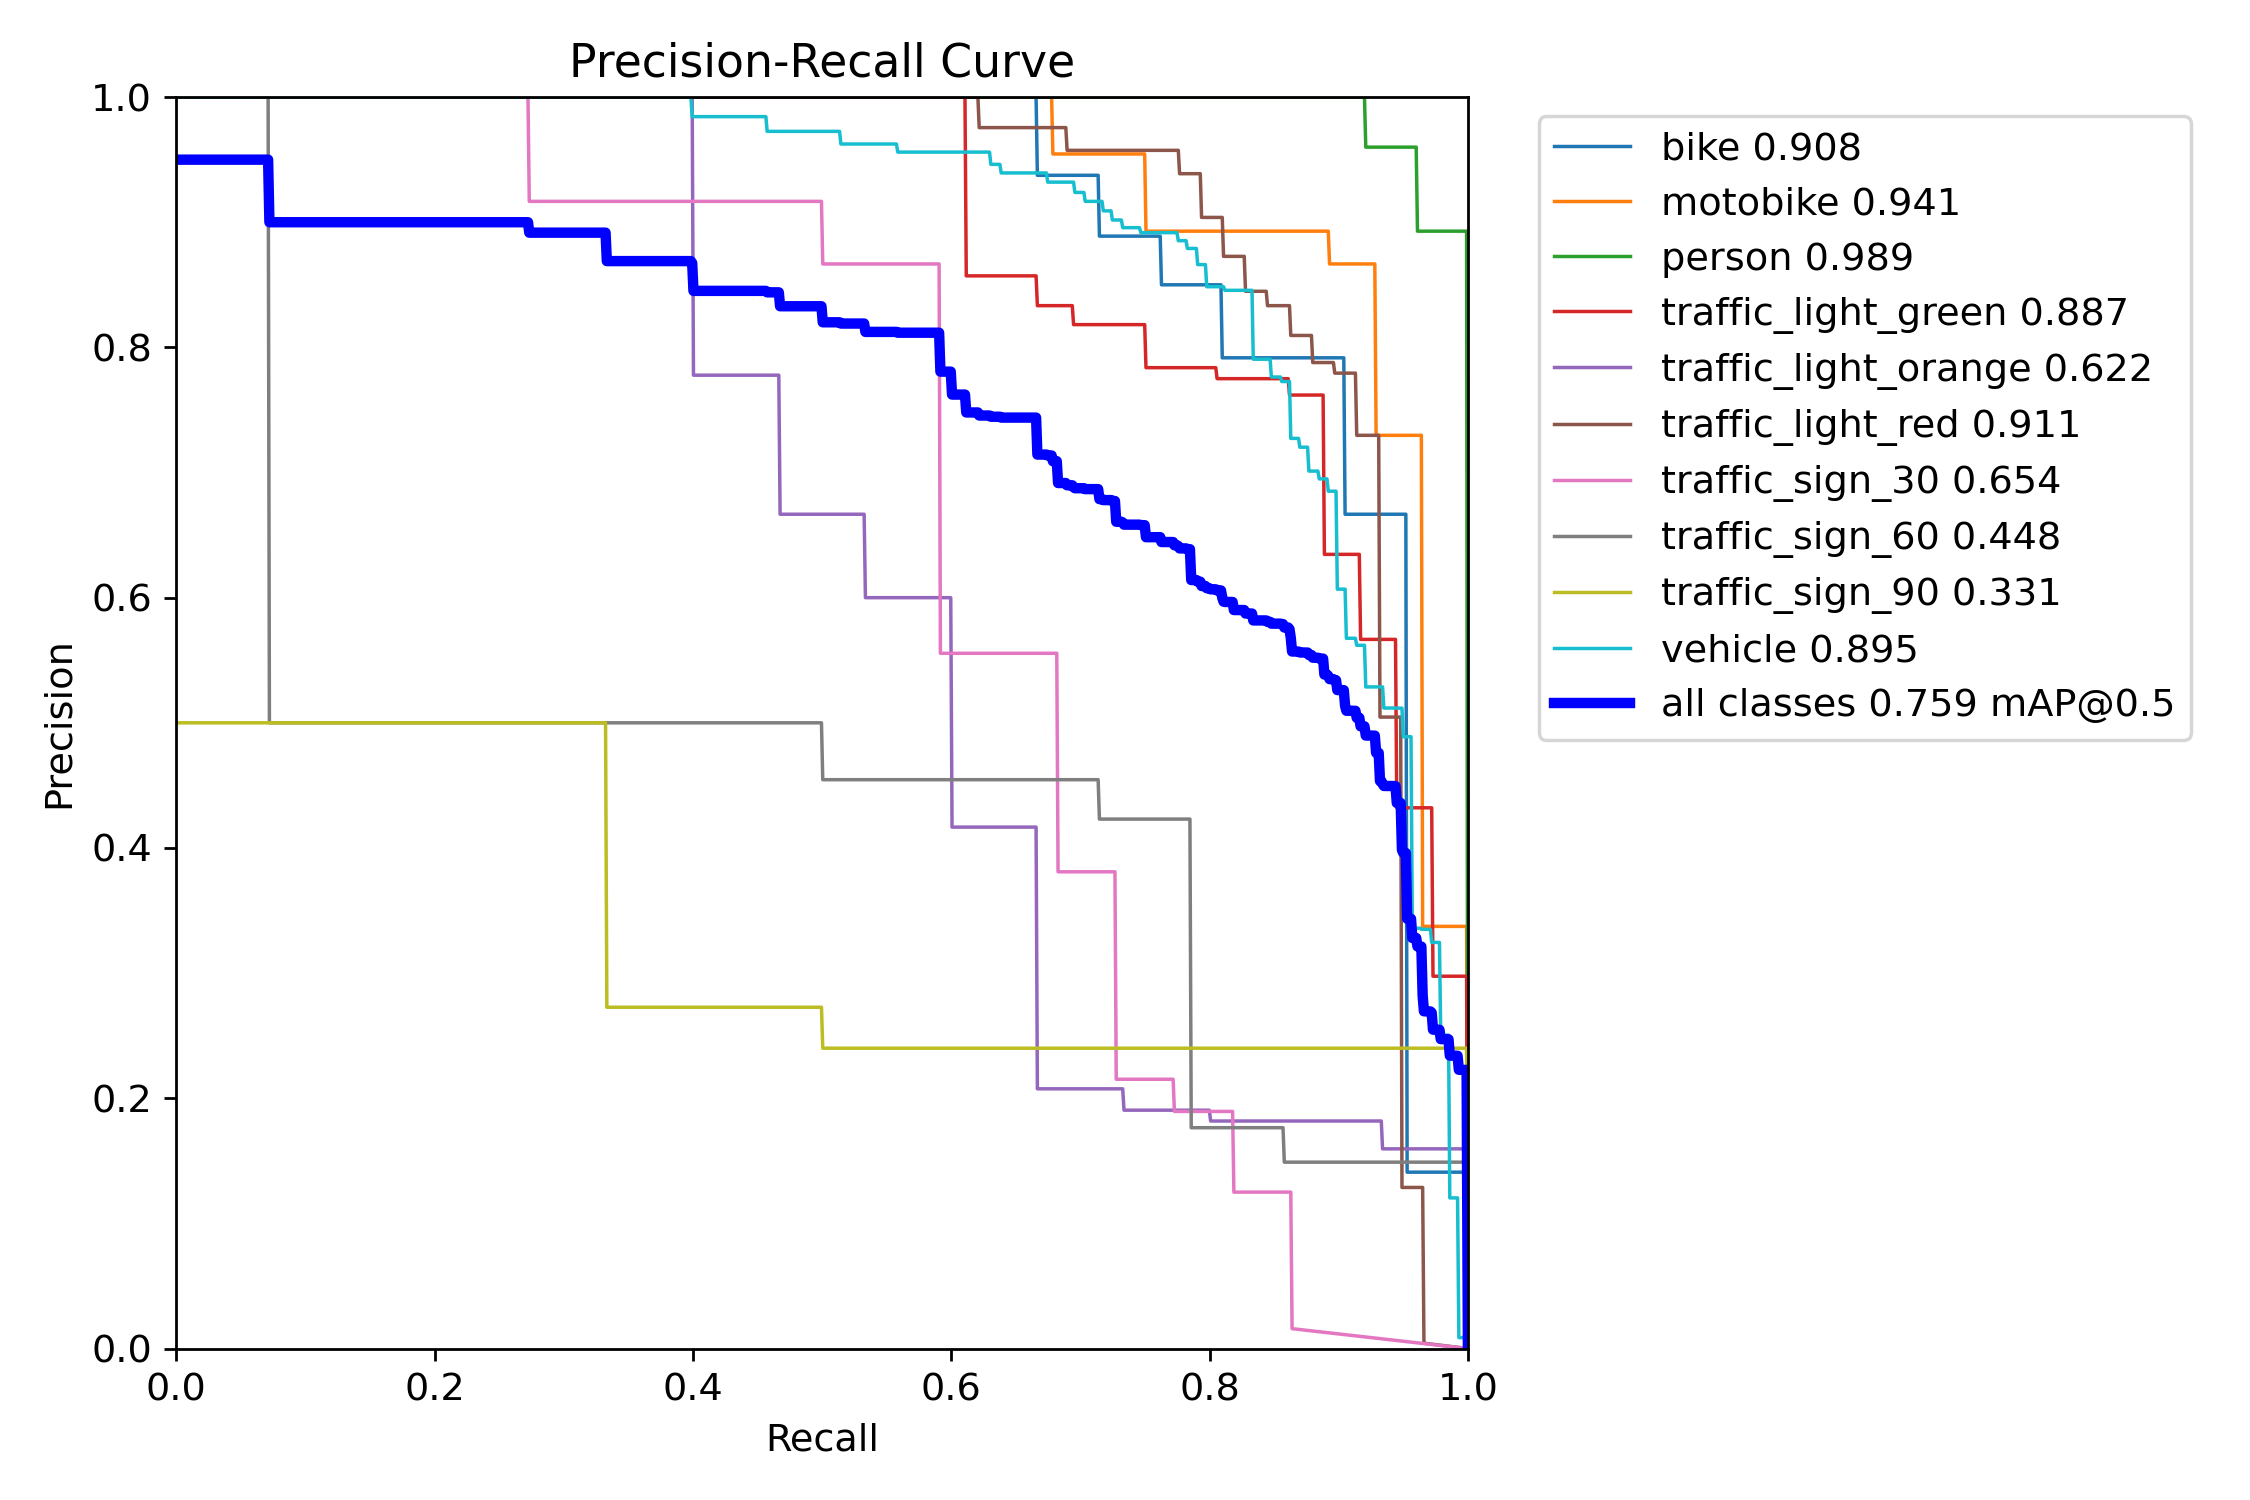 Precision-Recall Curve
1.0
0.8
0.6
0.4
0.2
0.0
Precision
0.0 0.2 0.4 0.6 0.8 1.0
Recall
bike 0.908
motobike 0.941
person 0.989
traffic_light_green 0.887
traffic_light_orange 0.622
traffic_light_red 0.911
traffic_sign_30 0.654
traffic_sign_60 0.448
traffic_sign_90 0.331
vehicle 0.895
all classes 0.759 mAP@0.5